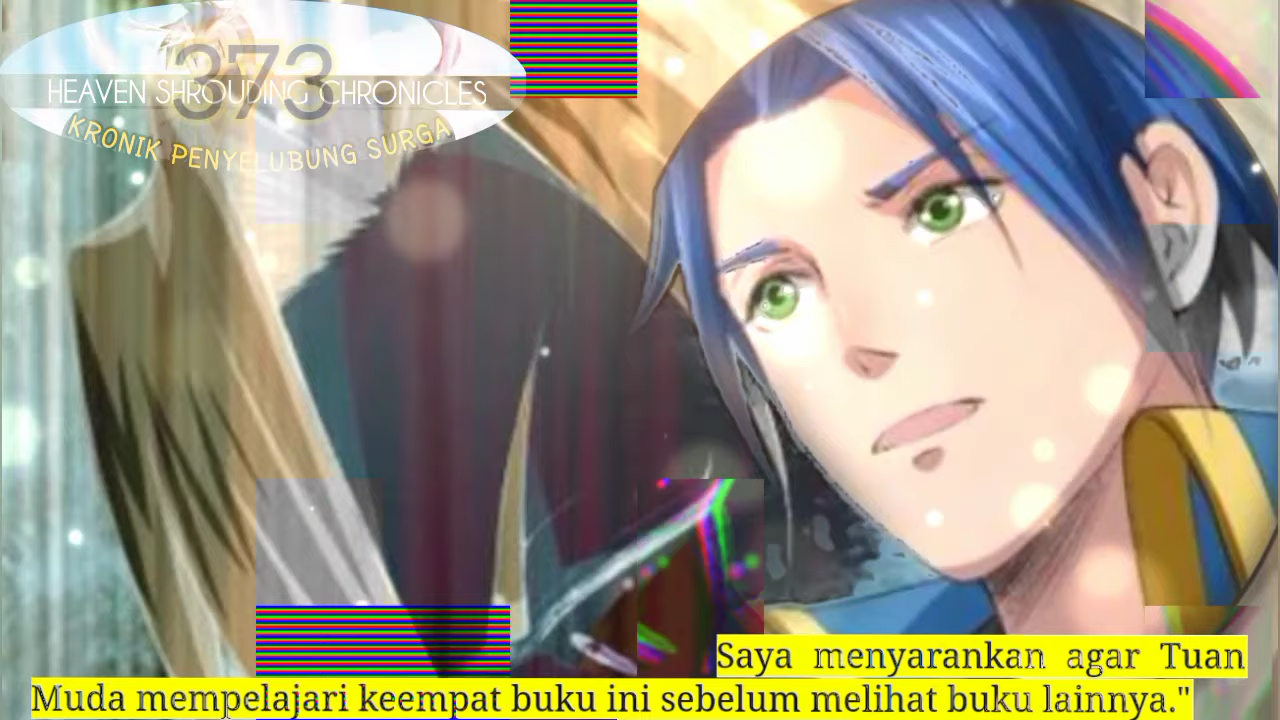 373
HEAVEN SHROUDING CHRONICLES
KRONIK PENYELUBUNG SURGA
Saya menyarankan agar Tuan
Muda mempelajari keempat buku ini sebelum melihat buku lainnya."